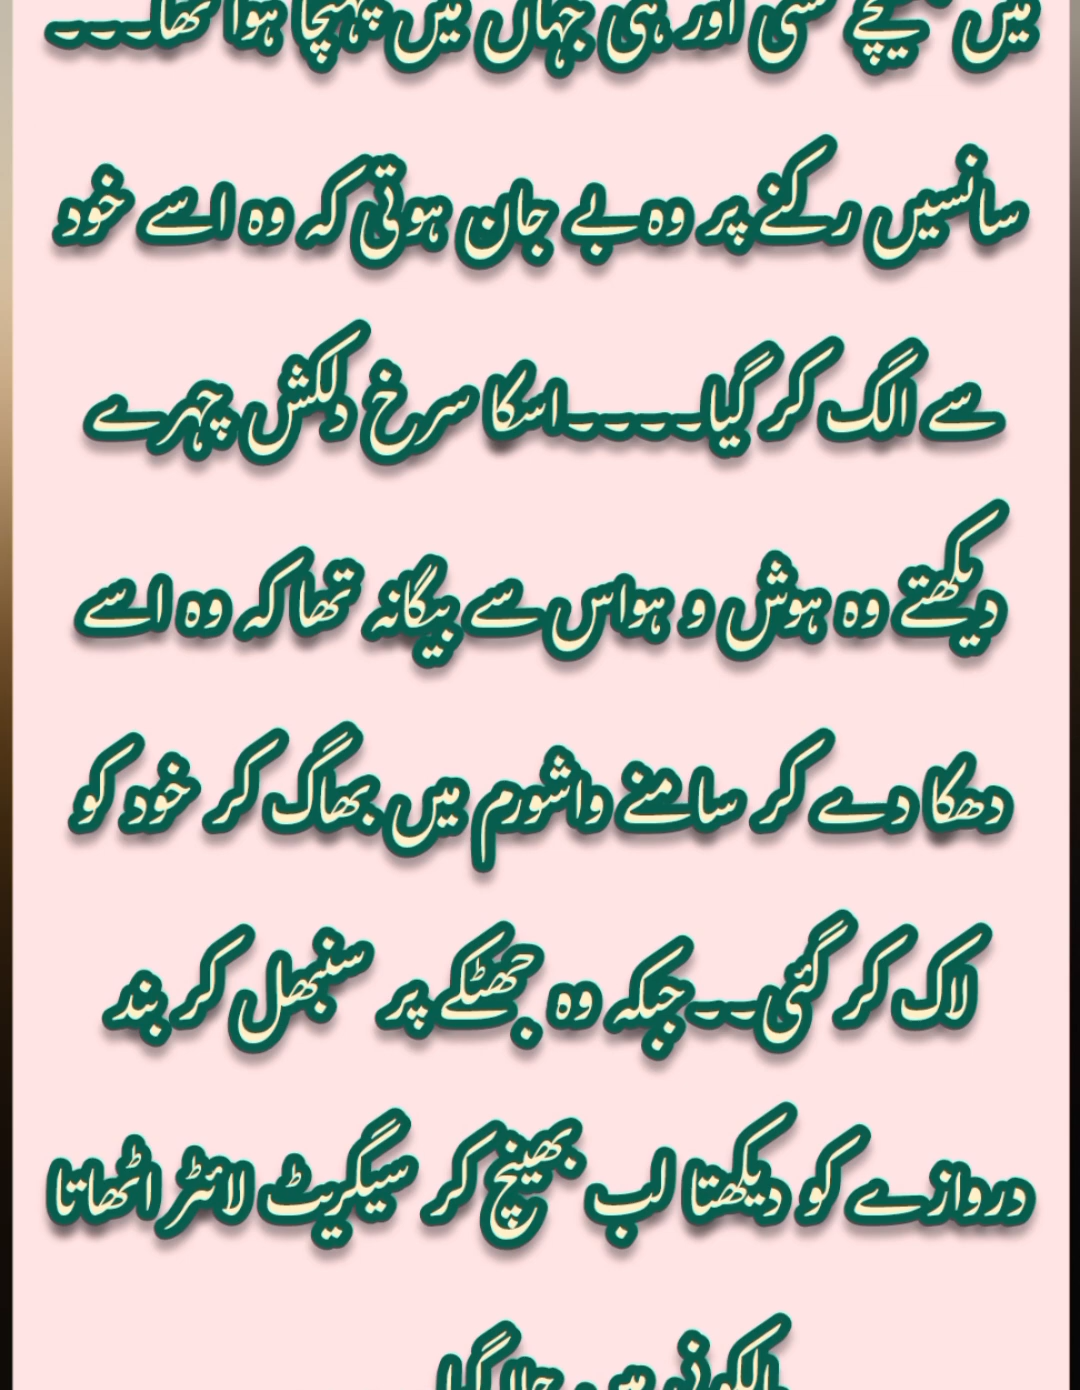 میں بھینچے کسی اور ہی جہاں میں پہنچا ہوا تھا۔۔۔
سانسیں رکنے پر وہ بے جان ہوتی کہ وہ اسے خود
سے الگ کر گیا۔۔۔۔اسکا سرخ دلکش چہرے
دیکھتے وہ ہوش و ہواس سے بیگانہ تھا کہ وہ اسے
دھکا دے کر سامنے واشورم میں بھاگ کر خود کو
لاک کر گئی۔۔جبکہ وہ جھٹکے پر سنبھل کر بند
دروازے کو دیکھتا لب بھینچ کر سیگریٹ لائٹر اٹھاتا
بالکونی میں چلا گیا